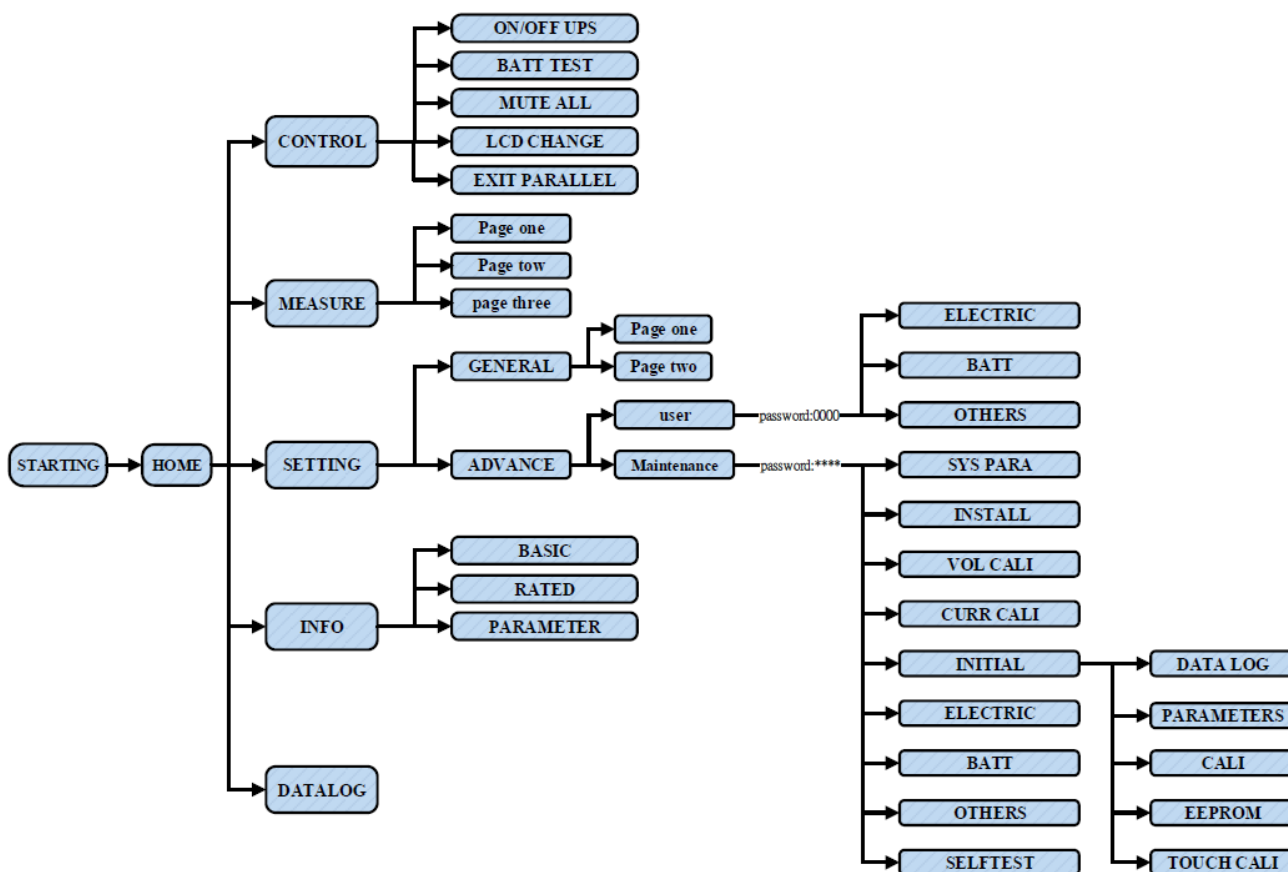 ON/OFF UPS
BATT TEST
MUTE ALL
CONTROL
LCD CHANGE
EXIT PARALLEL
Page one
Page tow
MEASURE
page three
ELECTRIC
Page one
GENERAL
Page two
BATT
user
password:0000
OTHERS
STARTING
HOME
SETTING
ADVANCE
Maintenance
password:****
SYS PARA
INSTALL
BASIC
VOL CALI
RATED
INFO
PARAMETER
CURR CALI
INITIAL
DATA LOG
ELECTRIC
PARAMETERS
BATT
CALI
DATALOG
OTHERS
EEPROM
SELFTEST
TOUCH CALI